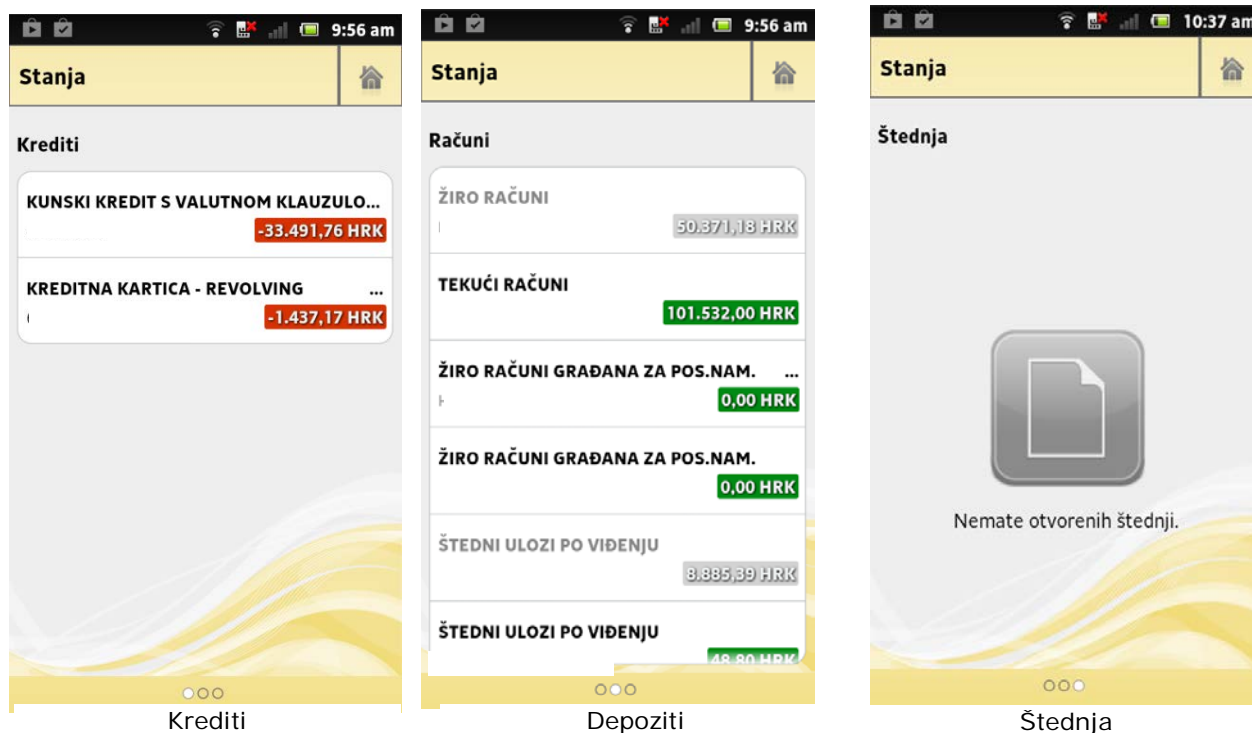 9:56 am
Stanja
Krediti
KUNSKI KREDIT S VALUTNOM KLAUZULO...
-33.491,76 HRK
KREDITNA KARTICA - REVOLVING ...
-1.437,17 HRK
Krediti
9:56 am
Stanja
Računi
ŽIRO RAČUNI
50.371,18 HRK
TEKUĆI RAČUNI
101.532,00 HRK
ŽIRO RAČUNI GRAĐANA ZA POS.NAM. ...
0,00 HRK
ŽIRO RAČUNI GRAĐANA ZA POS.NAM.
0,00 HRK
ŠTEDNI ULOZI PO VIĐENJU
8.885,39 HRK
ŠTEDNI ULOZI PO VIĐENJU
48,80 HRK
Depoziti
10:37 am
Stanja
Štednja
Nemate otvorenih štednji.
Štednja